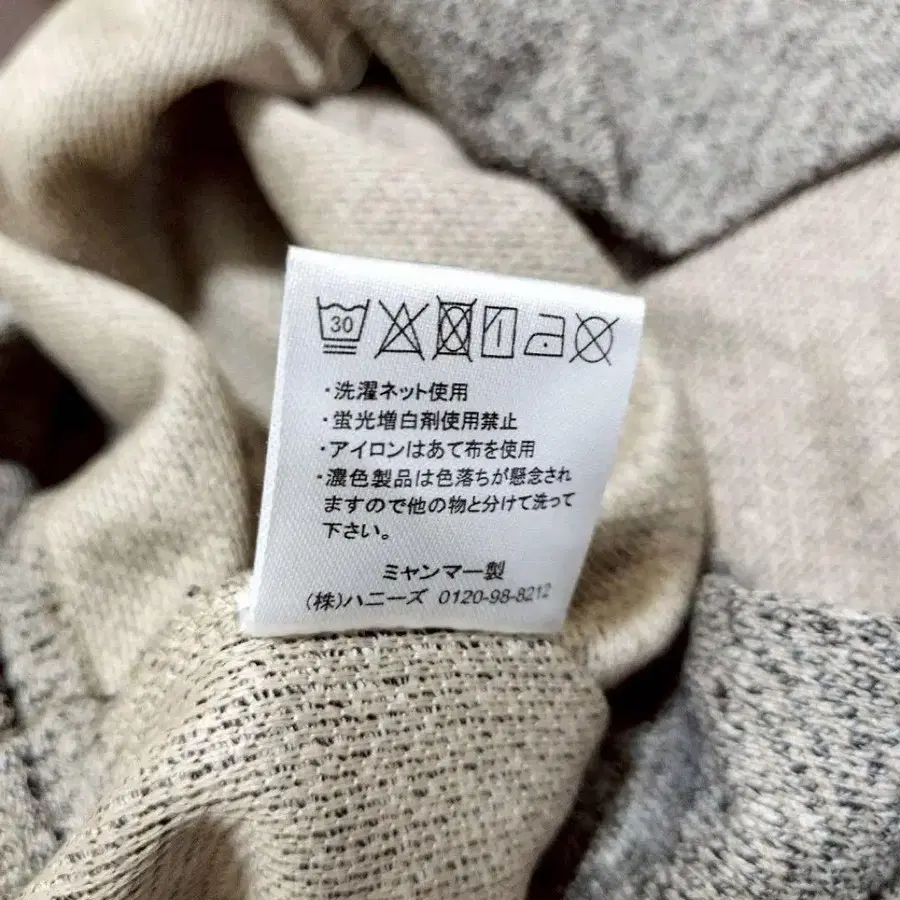 30
・洗濯ネット使用
・蛍光増白剤使用禁止
・アイロンはあて布を使用
・濃色製品は色落ちが懸念され
ますので他の物と分けて洗って
下さい。
ミャンマー製
(株)ハニーズ 0120-98-8212